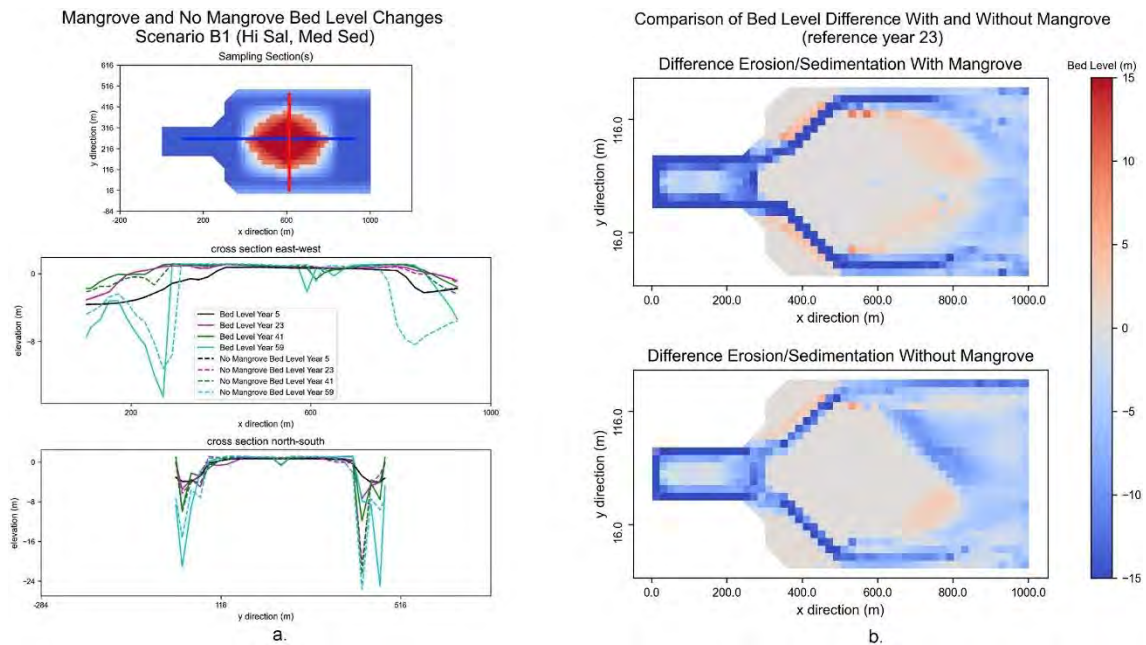 Mangrove and No Mangrove Bed Level Changes
Scenario B1 (Hi Sal, Med Sed)
Sampling Section(s)
616
516
416
316
216
116
16
-84
y direction (m)
-200
200
600
1000
x direction (m)
cross section east-west
0
-8
elevation (m)
Bed Level Year 5
Bed Level Year 23
Bed Level Year 41
Bed Level Year 59
No Mangrove Bed Level Year 5
No Mangrove Bed Level Year 23
No Mangrove Bed Level Year 41
No Mangrove Bed Level Year 59
200
600
1000
x direction (m)
cross section north-south
0
-8
-16
-24
elevation (m)
-284
116
516
y direction (m)
a.
Comparison of Bed Level Difference With and Without Mangrove
(reference year 23)
Difference Erosion/Sedimentation With Mangrove
Bed Level (m)
116.0
16.0
y direction (m)
0.0
200.0
400.0
600.0
800.0
1000.0
x direction (m)
Difference Erosion/Sedimentation Without Mangrove
116.0
16.0
y direction (m)
0.0
200.0
400.0
600.0
800.0
1000.0
x direction (m)
15
10
5
0
-5
-10
-15
b.